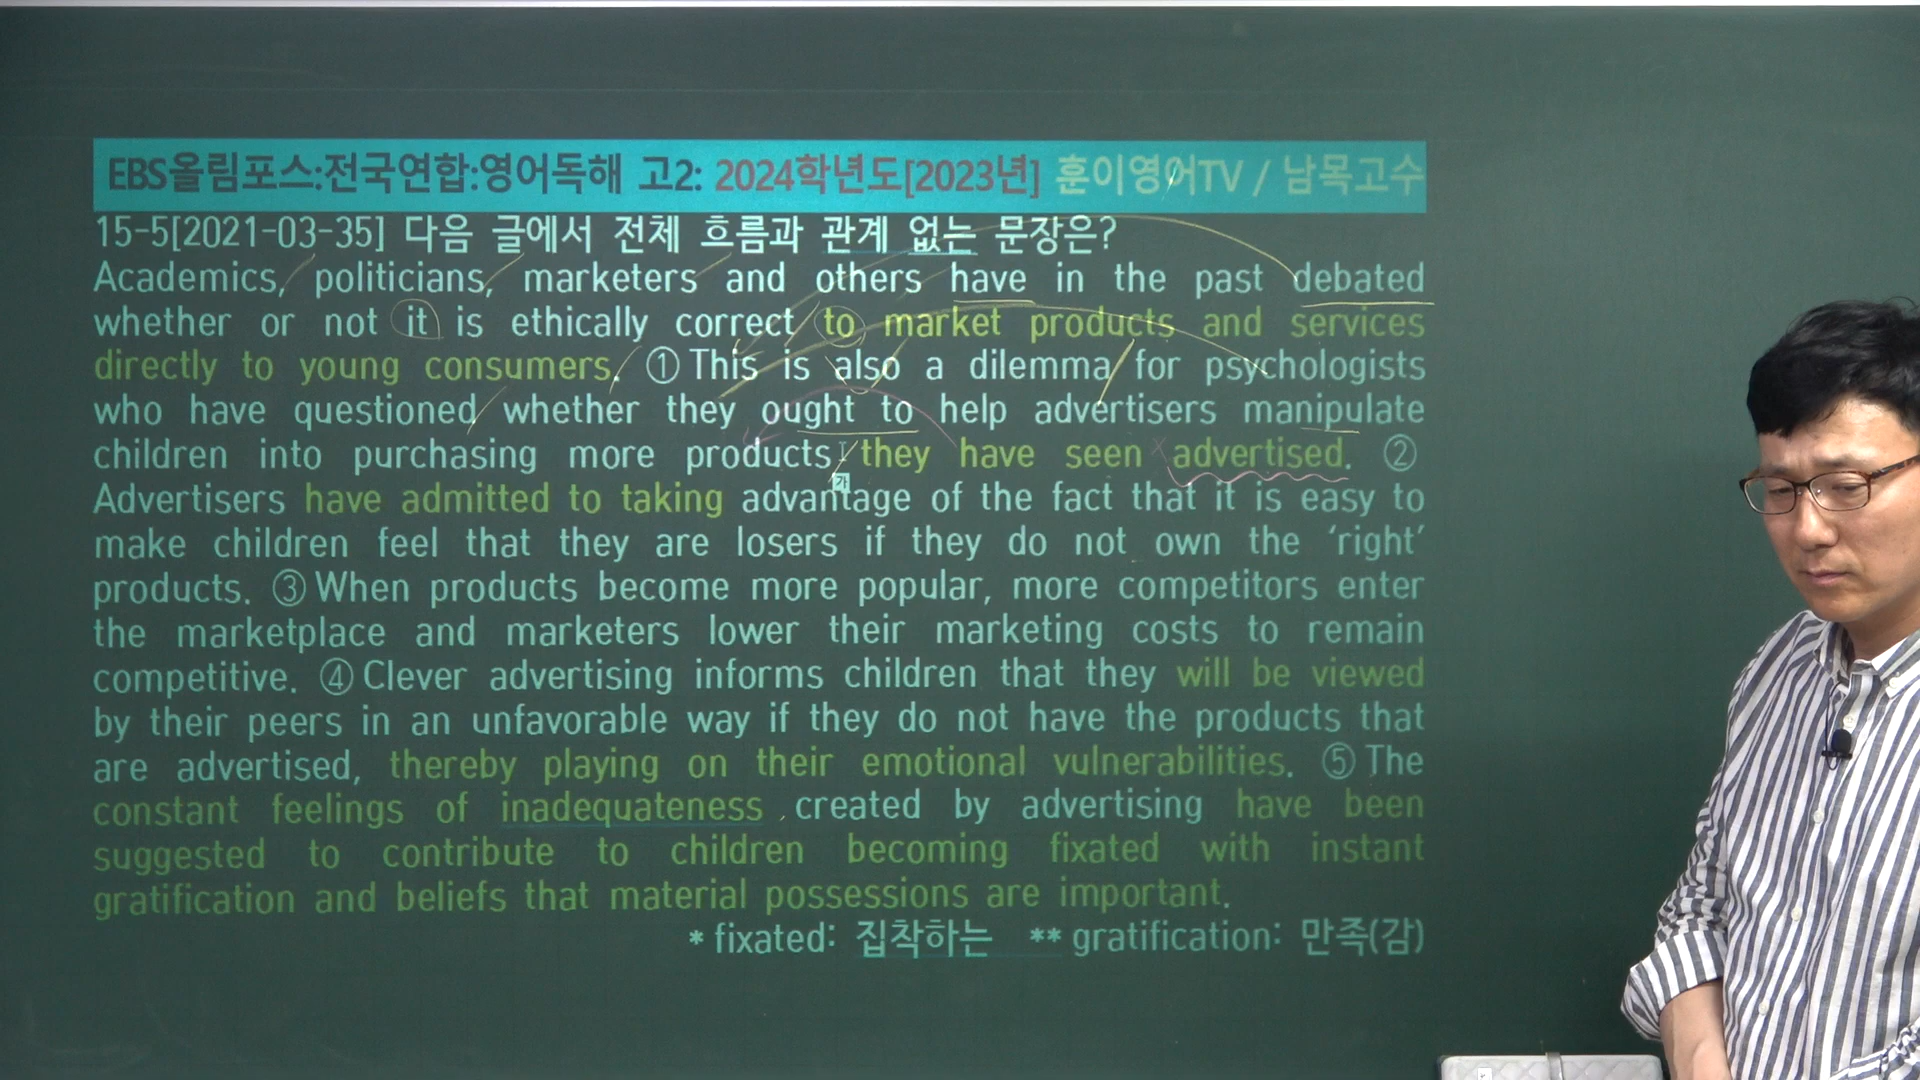 EBS올림포스:전국연합:영어독해 고2: 2024학년도[2023년] 훈이영어TV / 남목고수
15-5[2021-03-35] 다음 글에서 전체 흐름과 관계 없는 문장은?
Academics, politicians, marketers and others have in the past debated
whether or not it is ethically correct to market products and services
directly to young consumers. ① This is also a dilemma for psychologists
who have questioned whether they ought to help advertisers manipulate
children into purchasing more products they have seen advertised. ②
Advertisers have admitted to taking advantage of the fact that it is easy to
make children feel that they are losers if they do not own the ‘right’
products. ③ When products become more popular, more competitors enter
the marketplace and marketers lower their marketing costs to remain
competitive. ④ Clever advertising informs children that they will be viewed
by their peers in an unfavorable way if they do not have the products that
are advertised, thereby playing on their emotional vulnerabilities. ⑤ The
constant feelings of inadequateness created by advertising have been
suggested to contribute to children becoming fixated with instant
gratification and beliefs that material possessions are important.
* fixated: 집착하는 ** gratification: 만족(감)